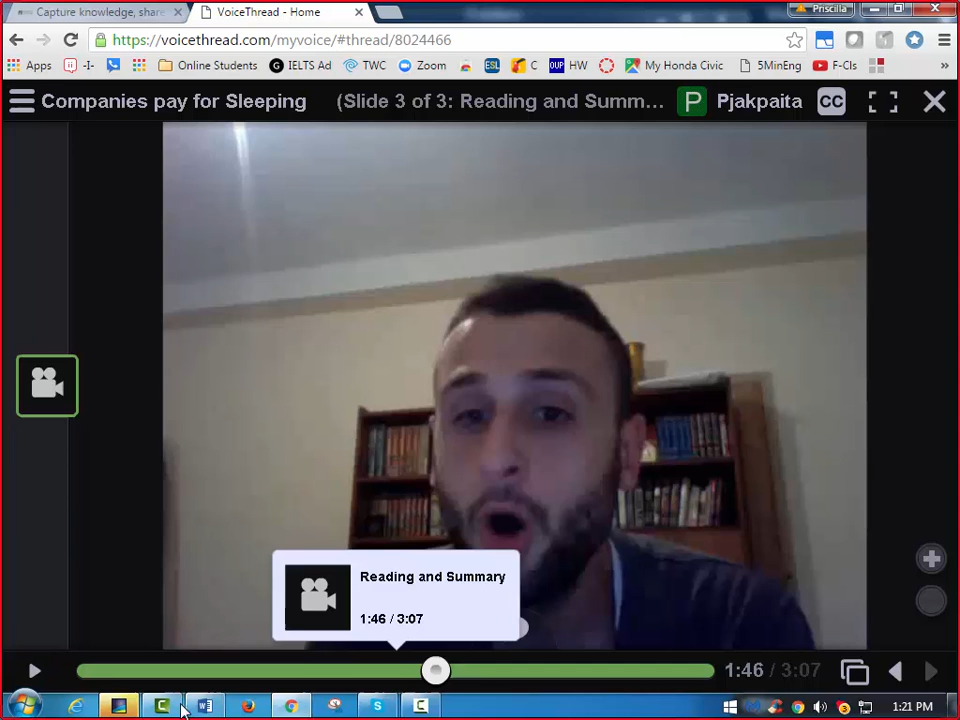 Capture knowledge, share
VoiceThread - Home
Priscilla
https://voicethread.com/myvoice/#thread/8024466
Apps
-I-
Online Students
IELTS Ad
TWC
Zoom
ESL
C
OUP
HW
My Honda Civic
5MinEng
F-Cls
»
Companies pay for Sleeping
(Slide 3 of 3: Reading and Summ...
P
Pjakpaita
CC
Reading and Summary
1:46 / 3:07
1:46 / 3:07
1:21 PM